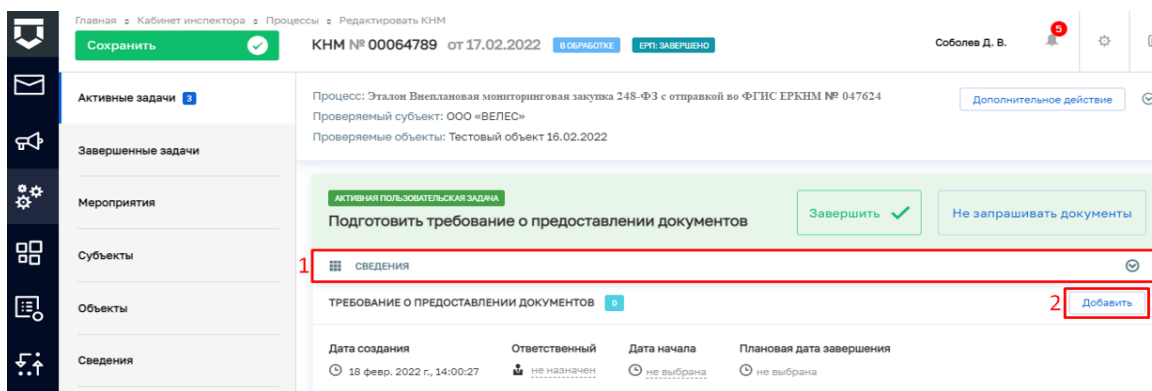 Главная Кабинет инспектора Процессы Редактировать КНМ
Сохранить
КНМ № 00064789 от 17.02.2022 В ОБРАБОТКЕ ЕРП: ЗАВЕРШЕНО
Соболев Д. В.
5
Активные задачи 3
Завершенные задачи
Мероприятия
Субъекты
Объекты
Сведения
Процесс: Эталон Внеплановая мониторинговая закупка 248-ФЗ с отправкой во ФГИС ЕРКНМ № 047624
Дополнительное действие
Проверяемый субъект: ООО «ВЕЛЕС»
Проверяемые объекты: Тестовый объект 16.02.2022
АКТИВНАЯ ПОЛЬЗОВАТЕЛЬСКАЯ ЗАДАЧА
Подготовить требование о предоставлении документов
Завершить
Не запрашивать документы
1 СВЕДЕНИЯ
ТРЕБОВАНИЕ О ПРЕДОСТАВЛЕНИИ ДОКУМЕНТОВ 0
2 Добавить
Дата создания Ответственный Дата начала Плановая дата завершения
18 февр. 2022 г., 14:00:27 не назначен не выбрана не выбрана